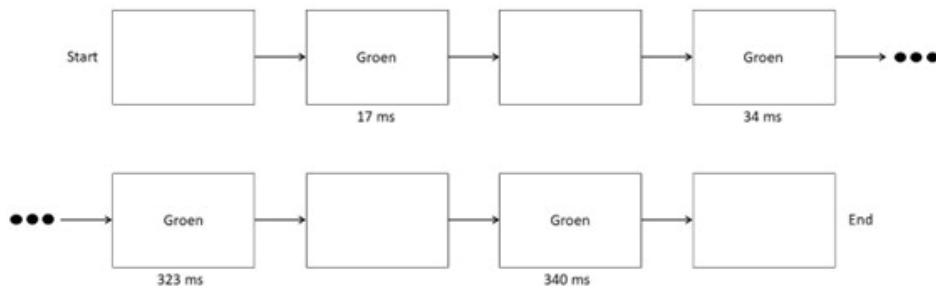 Start
Groen
Groen
17 ms
34 ms
Groen
Groen
End
323 ms
340 ms